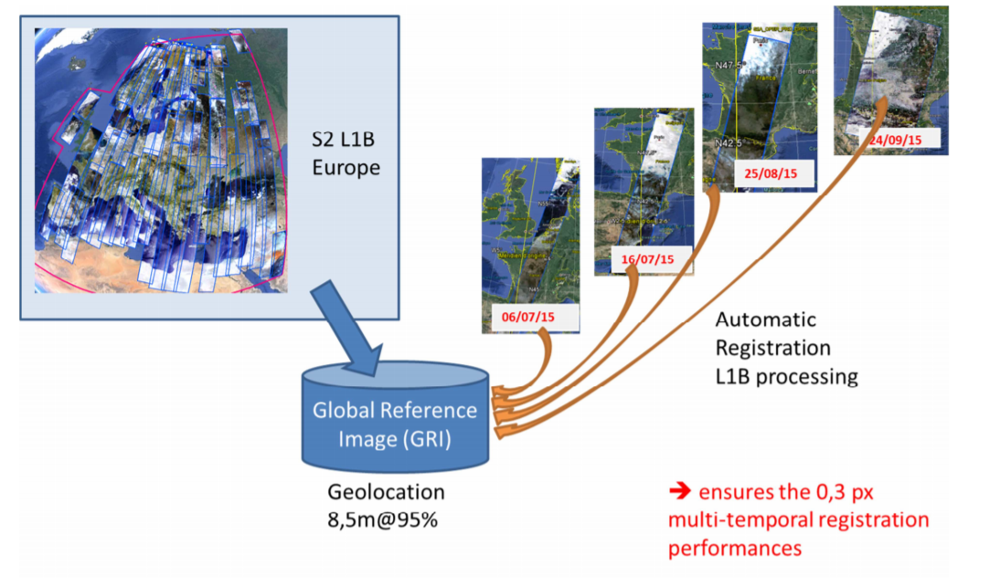 S2 L1B
Europe
06/07/15
16/07/15
25/08/15
24/09/15
N47.5°
Paris
France
N42.5°
N45
Automatic
Registration
L1B processing
Global Reference
Image (GRI)
Geolocation
8,5m@95%
➔ ensures the 0,3 px
multi-temporal registration
performances